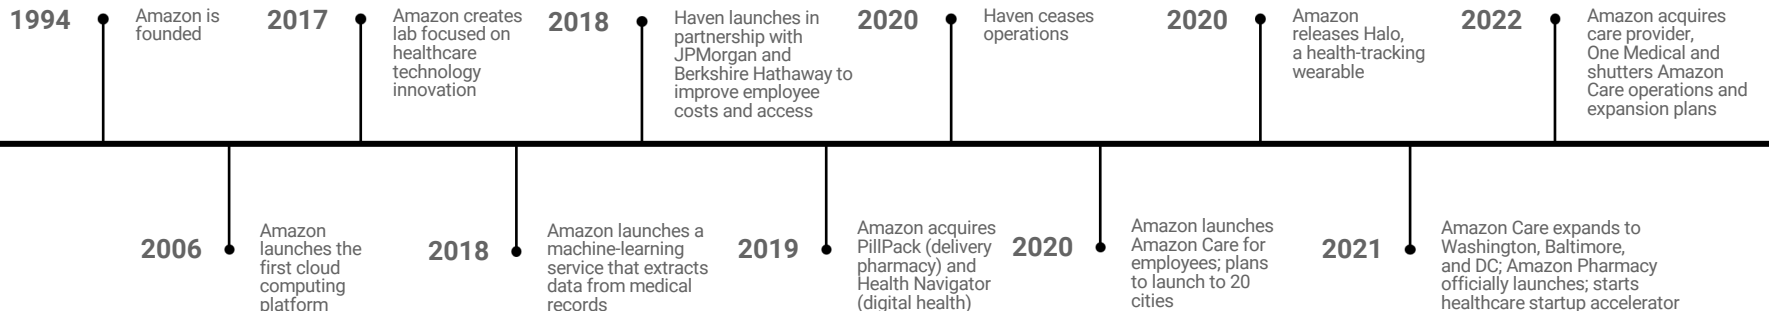 1994
Amazon is
founded
2017
Amazon creates
lab focused on
healthcare
technology
innovation
2018
Haven launches in
partnership with
JPMorgan and
Berkshire Hathaway to
improve employee
costs and access
2020
Haven ceases
operations
2020
Amazon
releases Halo,
a health-tracking
wearable
2022
Amazon acquires
care provider,
One Medical and
shutters Amazon
Care operations and
expansion plans
2006
Amazon
launches the
first cloud
computing
platform
2018
Amazon launches a
machine-learning
service that extracts
data from medical
records
2019
Amazon acquires
PillPack (delivery
pharmacy) and
Health Navigator
(digital health)
2020
Amazon launches
Amazon Care for
employees; plans
to launch to 20
cities
2021
Amazon Care expands to
Washington, Baltimore,
and DC; Amazon Pharmacy
officially launches; starts
healthcare startup accelerator